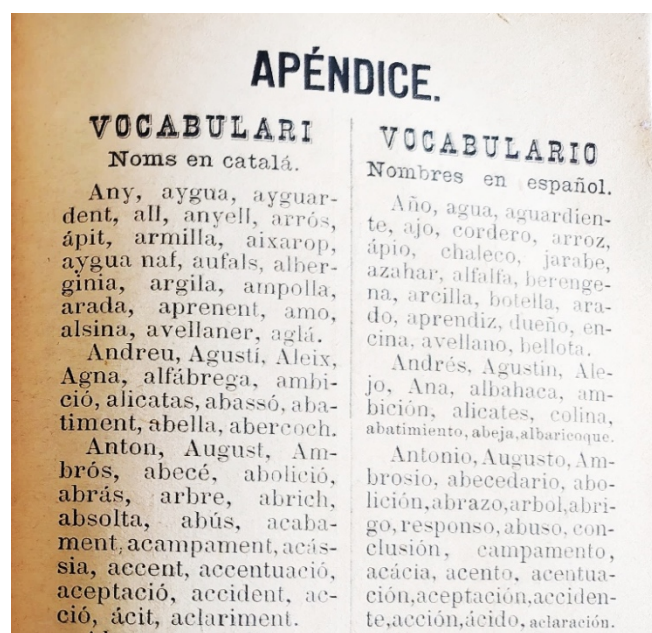 APÉNDICE.
VOCABULARI
Noms en catalá.
Any, aygua, ayguar-
dent, all, anyell, arrós,
ápit, armilla, aixarop,
aygua naf, aufals, alber-
ginia, argila, ampolla,
arada, aprenent, amo,
alsina, avellaner, aglá.
Andreu, Agustí, Aleix,
Agna, alfábrega, ambi-
ció, alicatas, abassó, aba-
timent, abella, abercoch.
Anton, August, Am-
brós, abecé, abolició,
abrás, arbre, abrich,
absolta, abús, acaba-
ment, acampament, acás-
sia, accent, accentuació,
aceptació, accident, ac-
ció, ácit, aclariment.
VOCABULARIO
Nombres en español.
Año, agua, aguardien-
te, ajo, cordero, arroz,
ápio, chaleco, jarabe,
azahar, alfalfa, berenge-
na, arcilla, botella, ara-
do, aprendiz, dueño, en-
cina, avellano, bellota.
Andrés, Agustin, Ale-
jo, Ana, albahaca, am-
bición, alicates, colina,
abatimiento, abeja, albaricoque.
Antonio, Augusto, Am-
brosio, abecedario, abo-
lición, abrazo, arbol, abri-
go, responso, abuso, con-
clusión, campamento,
acácia, acento, acentua-
ción, aceptación, acciden-
te, acción, ácido, aclaración.